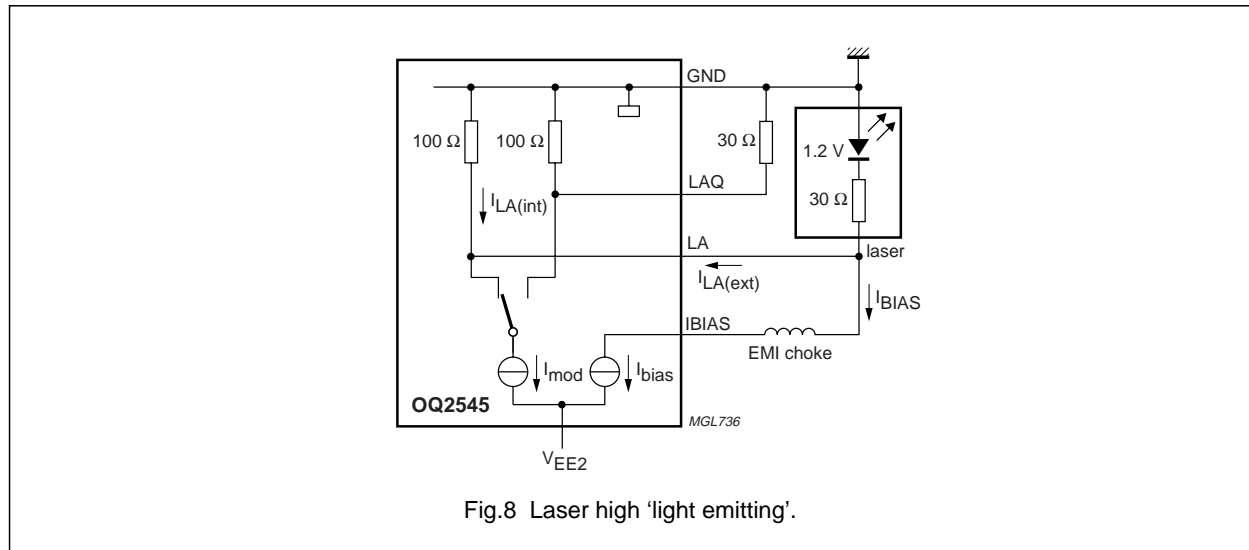 GND
100 Ω 100 Ω 30 Ω 1.2 V
LAQ
I_LA(int) 30 Ω
LA laser
I_LA(ext)
I_BIAS
IBIAS
EMI choke
I_mod I_bias
OQ2545
MGL736
V_EE2
Fig.8 Laser high ‘light emitting’.